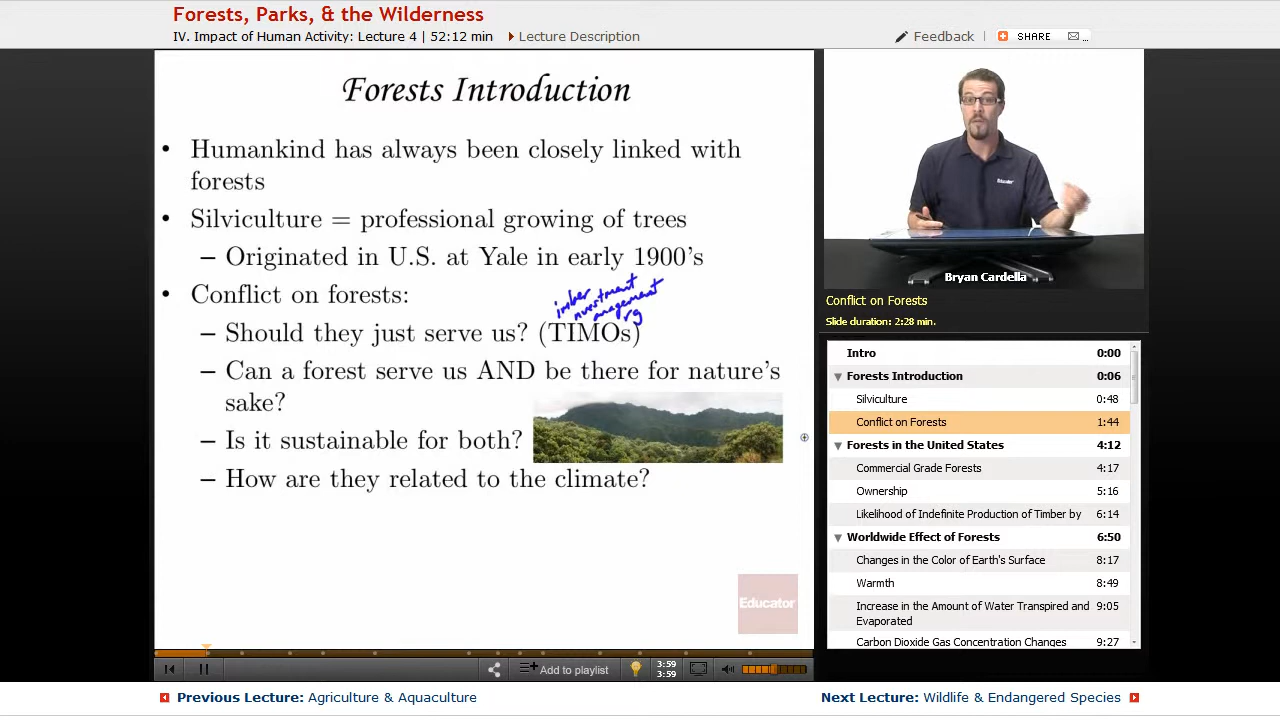 Forests, Parks, & the Wilderness
IV. Impact of Human Activity: Lecture 4 | 52:12 min
Lecture Description
Feedback
SHARE
Forests Introduction
• Humankind has always been closely linked with
forests
• Silviculture = professional growing of trees
– Originated in U.S. at Yale in early 1900's
• Conflict on forests:
imber
nvestment
anagement
rg
– Should they just serve us? (TIMOs)
– Can a forest serve us AND be there for nature's
sake?
– Is it sustainable for both?
– How are they related to the climate?
Educator
Educator
Bryan Cardella
Conflict on Forests
Slide duration: 2:28 min.
Intro 0:00
Forests Introduction 0:06
Silviculture 0:48
Conflict on Forests 1:44
Forests in the United States 4:12
Commercial Grade Forests 4:17
Ownership 5:16
Likelihood of Indefinite Production of Timber by 6:14
Worldwide Effect of Forests 6:50
Changes in the Color of Earth's Surface 8:17
Warmth 8:49
Increase in the Amount of Water Transpired and 9:05
Evaporated
Carbon Dioxide Gas Concentration Changes 9:27
Add to playlist
3:59
3:59
Previous Lecture: Agriculture & Aquaculture
Next Lecture: Wildlife & Endangered Species